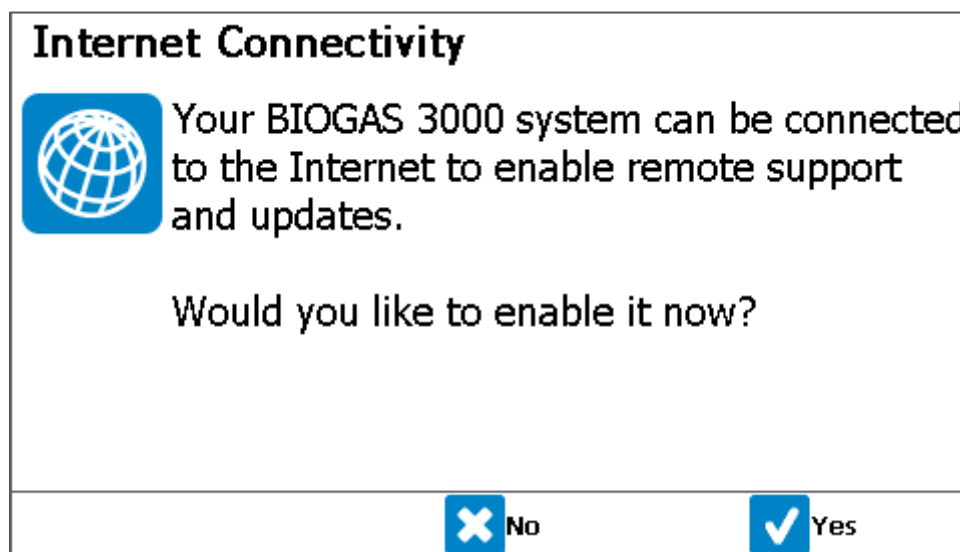 Internet Connectivity
Your BIOGAS 3000 system can be connected
to the Internet to enable remote support
and updates.
Would you like to enable it now?
No
Yes